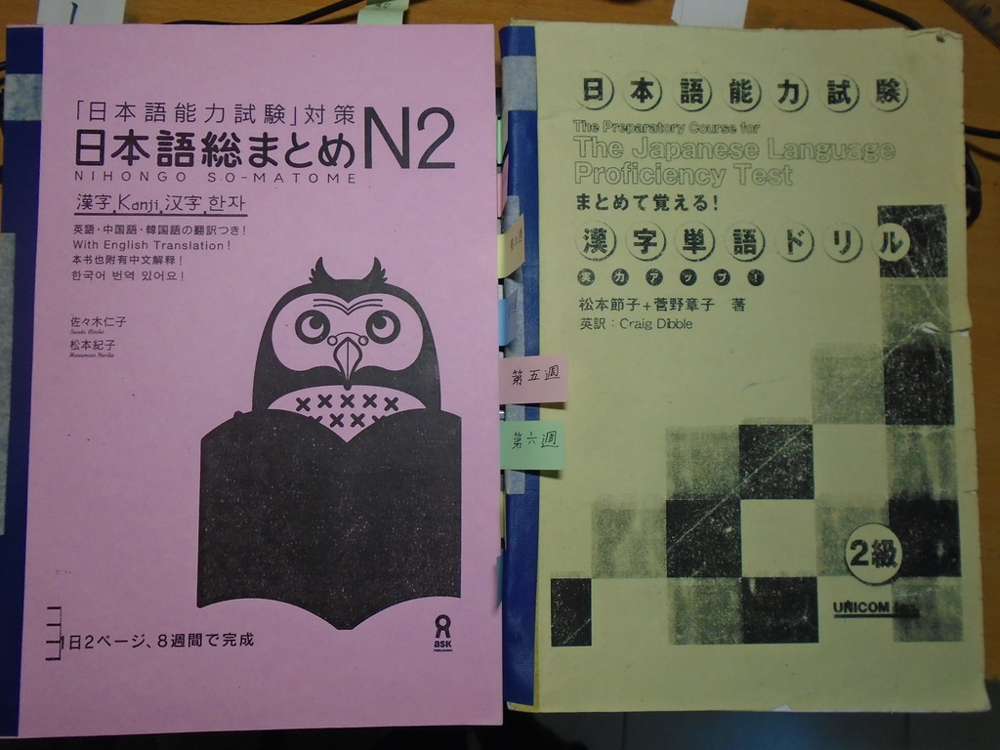 「日本語能力試験」対策
日本語総まとめN2
NIHONGO SO-MATOME
漢字,Kanji,汉字,한자
英語・中国語・韓国語の翻訳つき!
With English Translation!
本书也附有中文解释!
한국어 번역 있어요!
佐々木仁子
Sasaki Hitoko
松本紀子
Matsumoto Noriko
1日2ページ、8週間で完成
ask
PUBLISHING
第五週
第六週
日本語能力試験
The Preparatory Course for
The Japanese Language
Proficiency Test
まとめて覚える!
漢字単語ドリル
実力アップ!
松本節子+菅野章子 著
英訳:Craig Dibble
2級
UNICOM Inc.